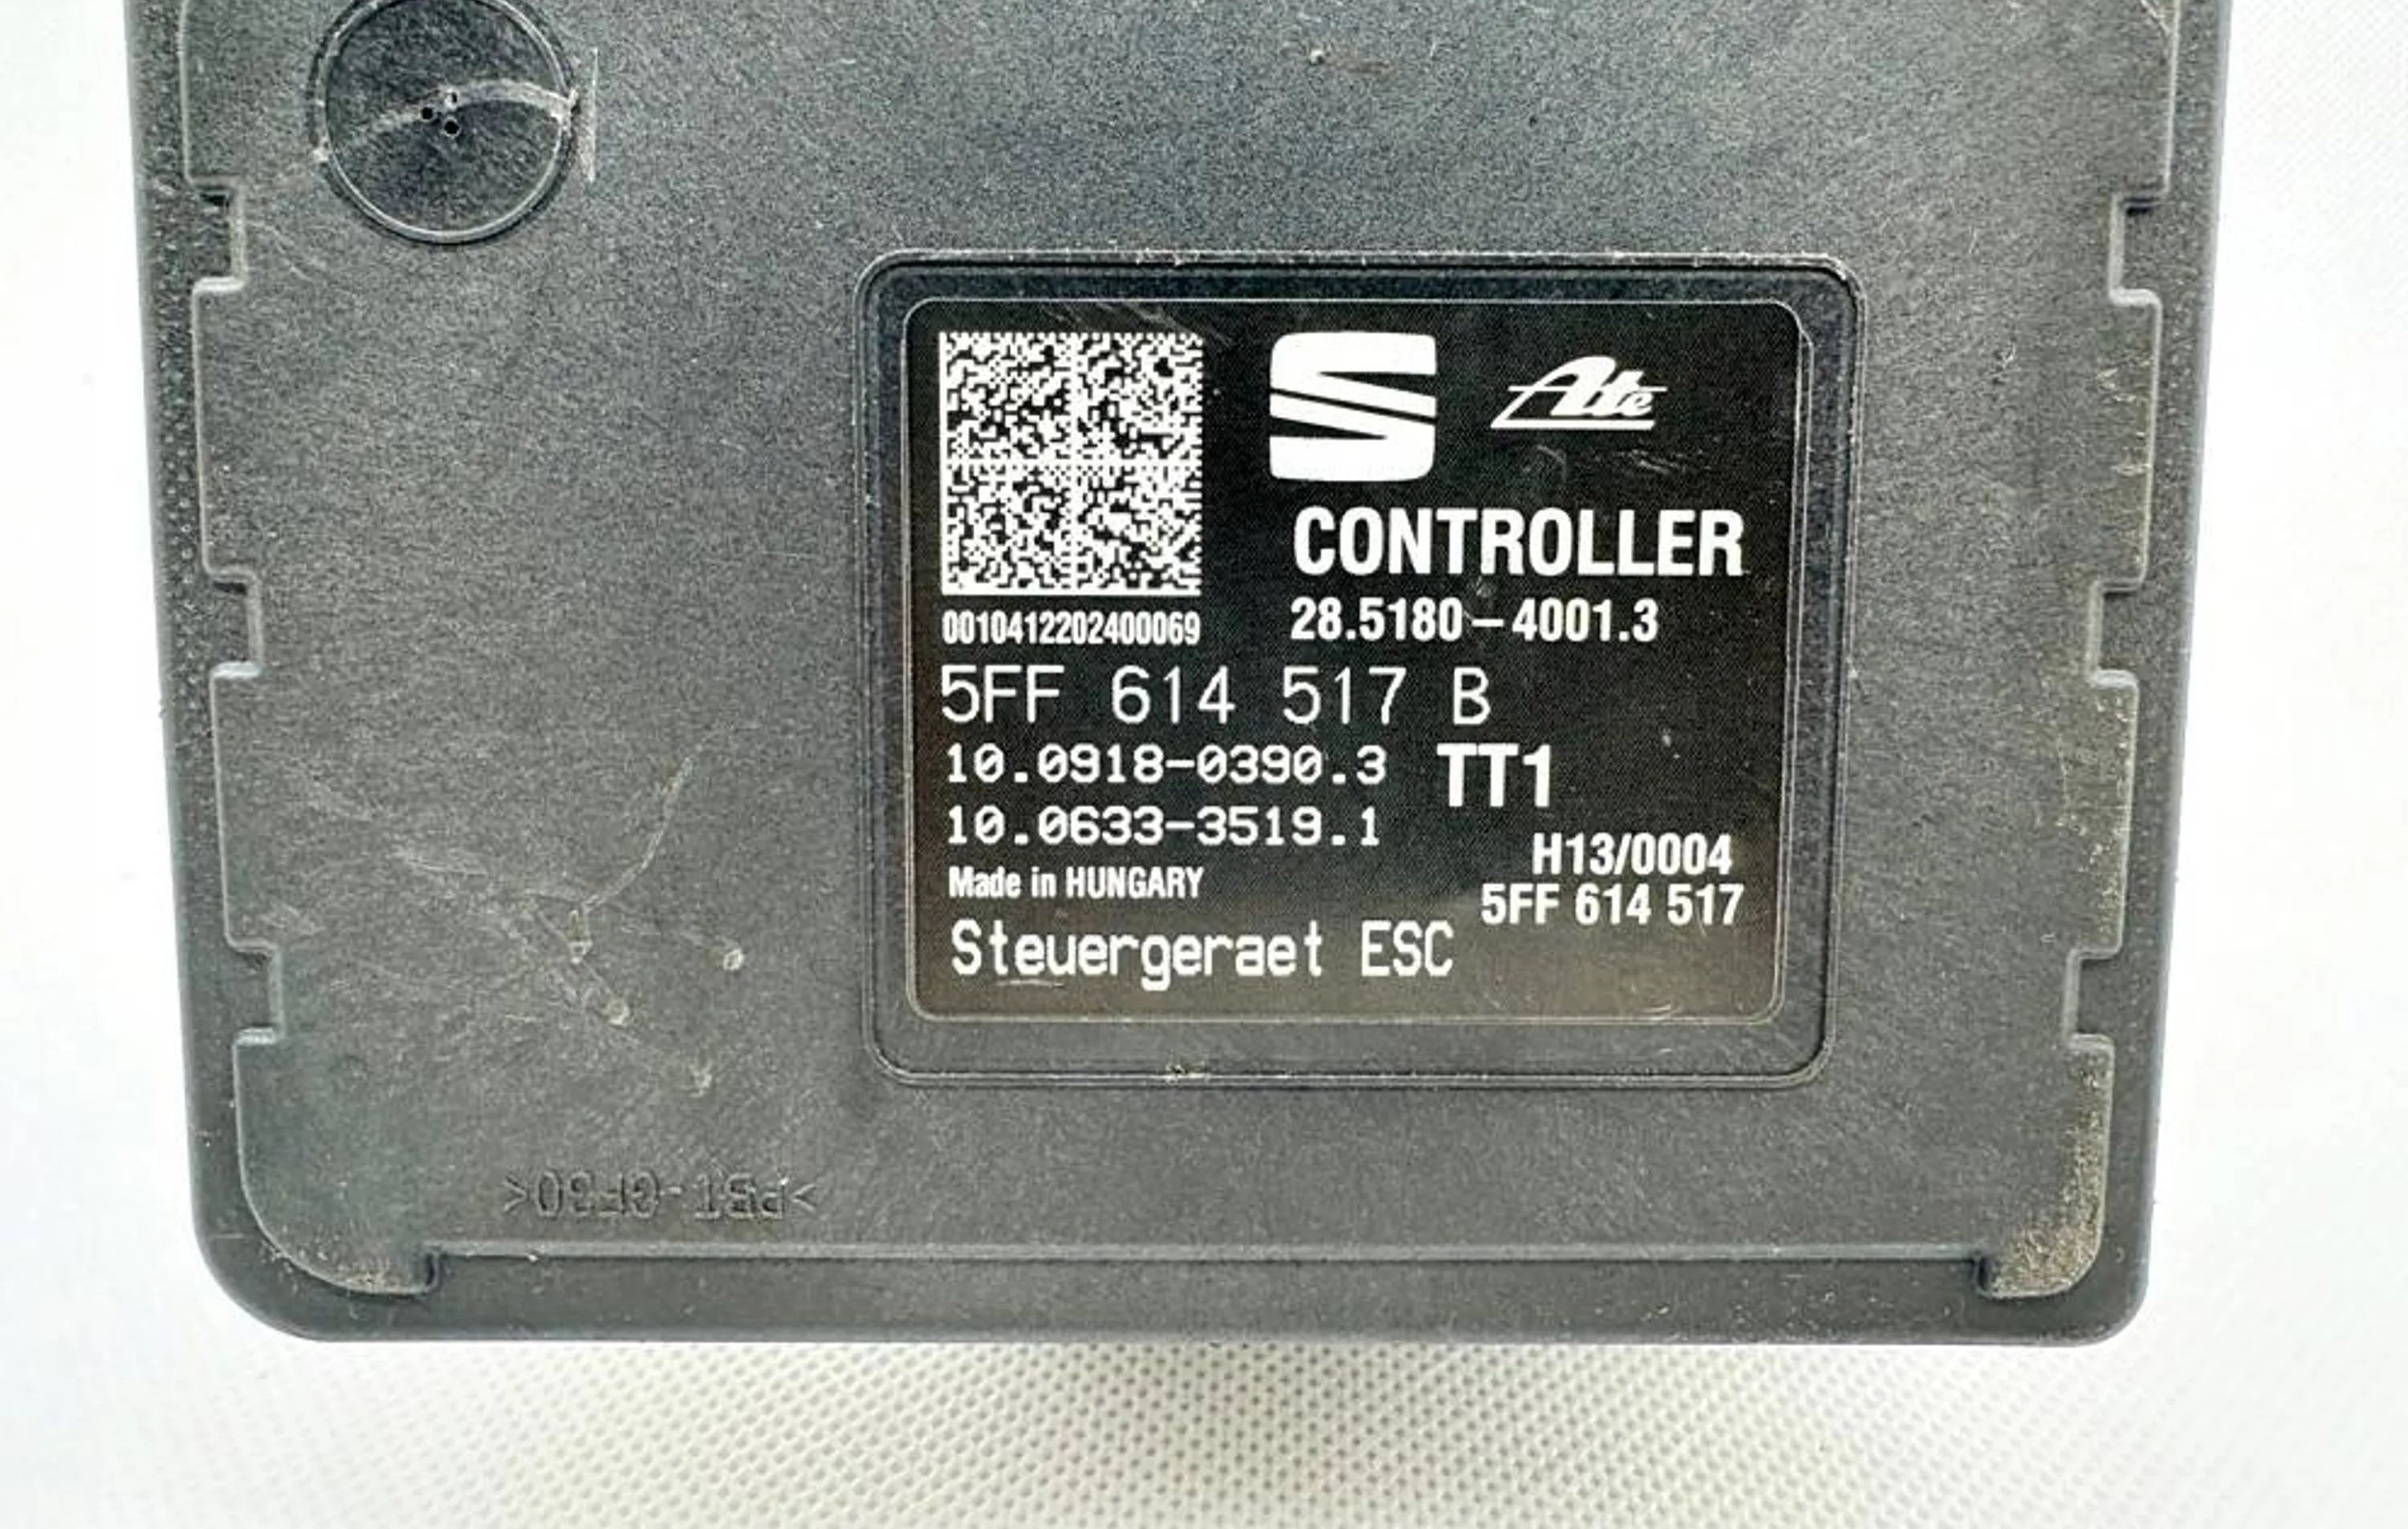 Ate
CONTROLLER
28.5180-4001.3
0010412202400069
5FF 614 517 B
10.0918-0390.3 TT1
10.0633-3519.1
H13/0004
Made in HUNGARY
5FF 614 517
Steuergeraet ESC
>PBT-GF30<